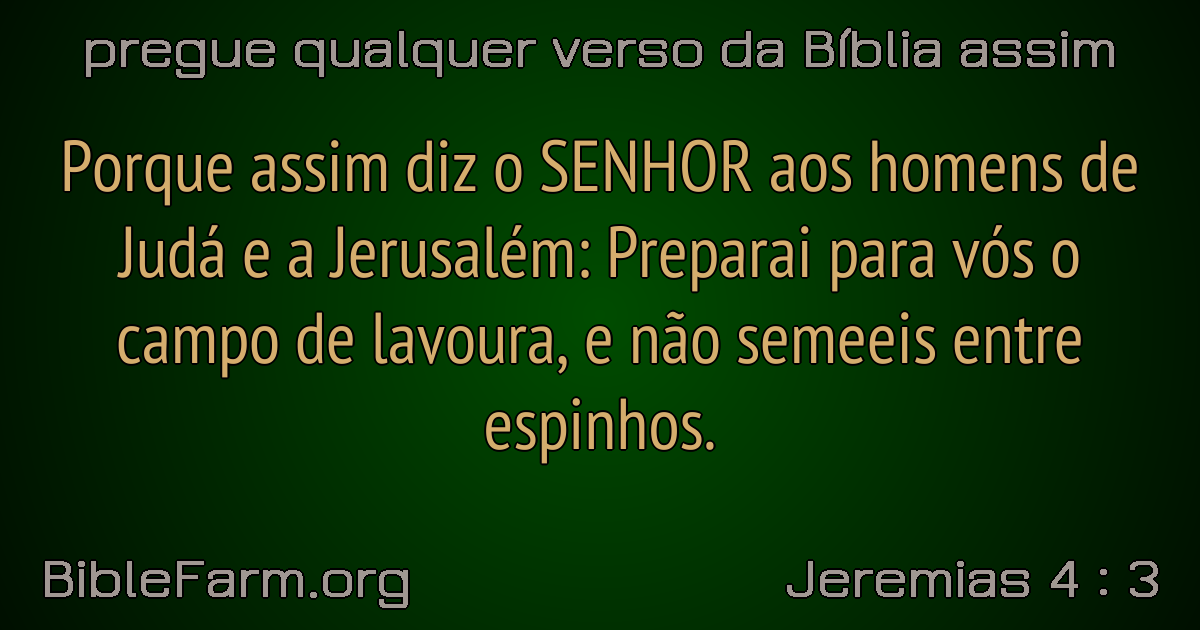 pregue qualquer verso da Bíblia assim
Porque assim diz o SENHOR aos homens de
Judá e a Jerusalém: Preparai para vós o
campo de lavoura, e não semeeis entre
espinhos.
BibleFarm.org
Jeremias 4 : 3